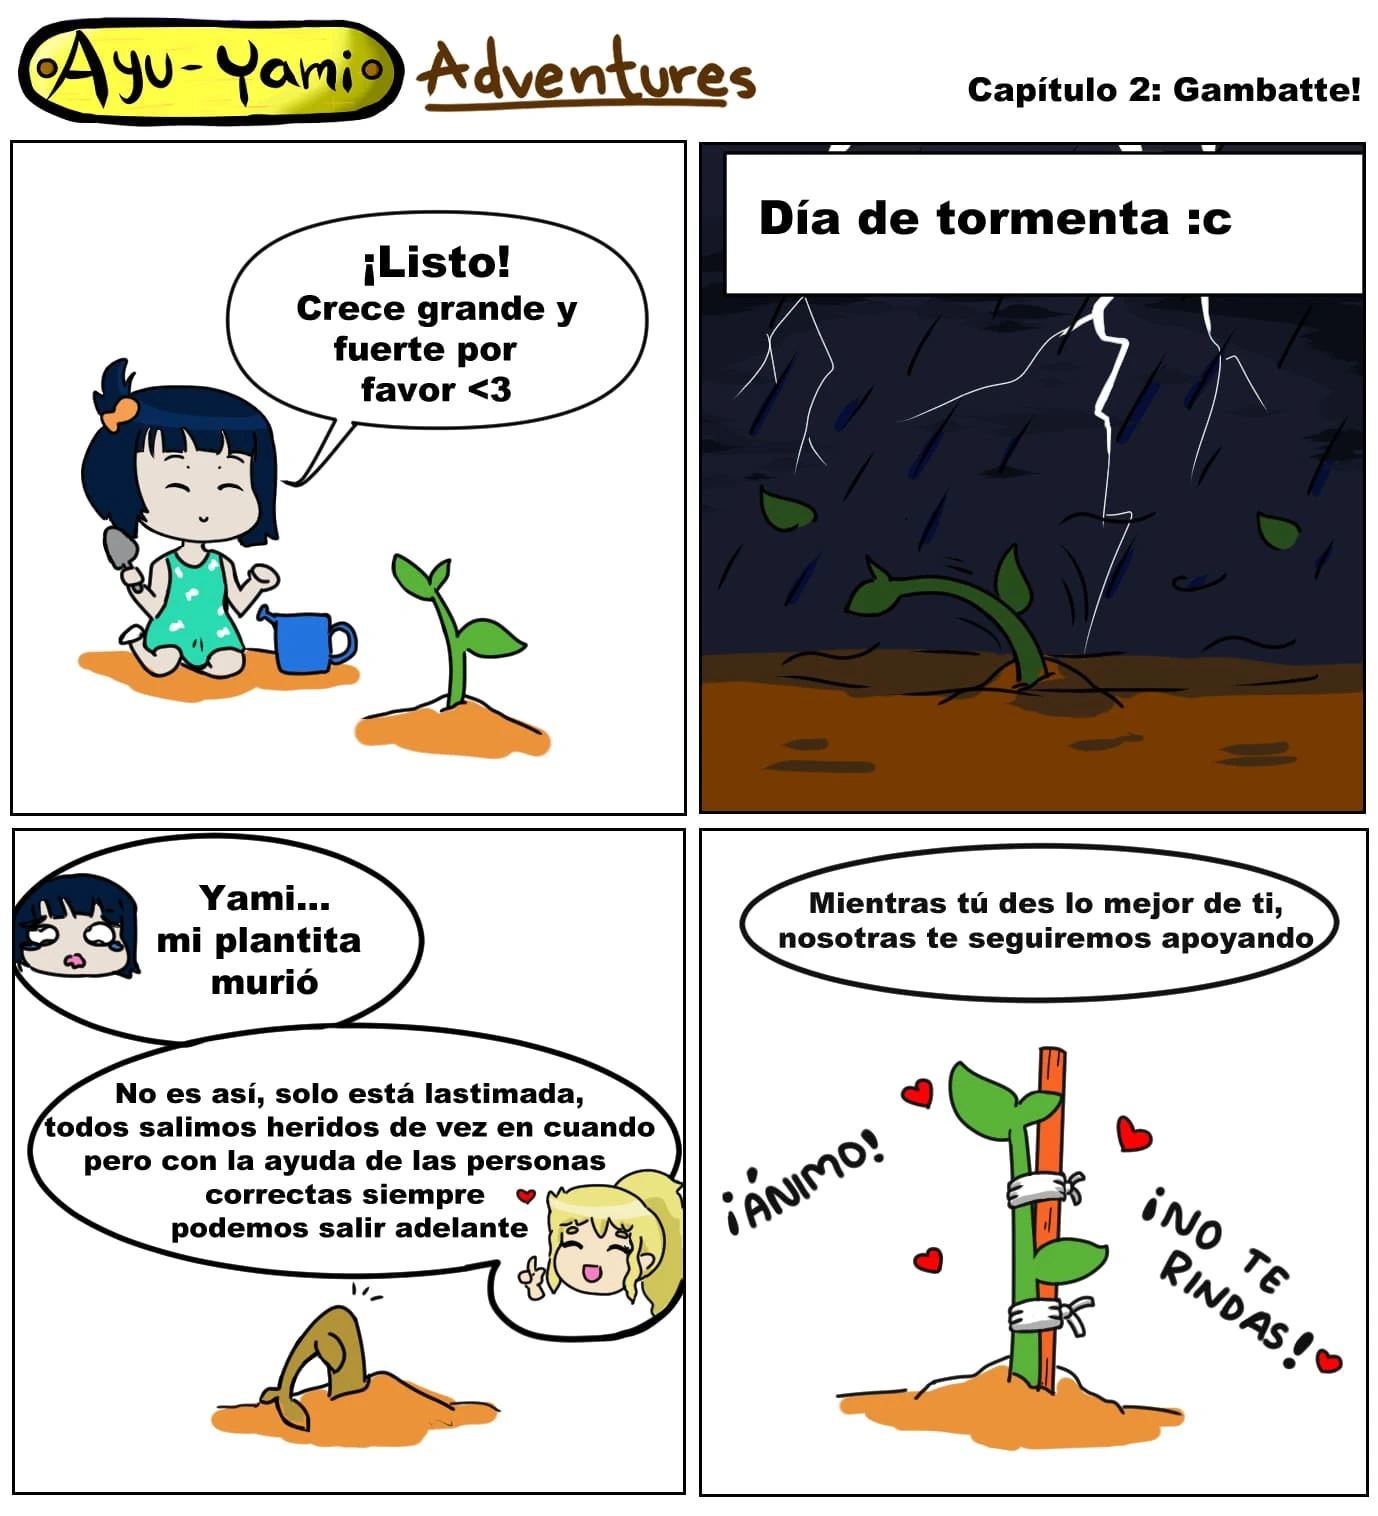 Ayu-Yami Adventures
Capítulo 2: Gambatte!
¡Listo!
Crece grande y
fuerte por
favor <3
Día de tormenta :c
Yami...
mi plantita
murió
No es así, solo está lastimada,
todos salimos heridos de vez en cuando
pero con la ayuda de las personas
correctas siempre
podemos salir adelante
Mientras tú des lo mejor de ti,
nosotras te seguiremos apoyando
¡ÁNIMO!
¡NO TE
RINDAS!